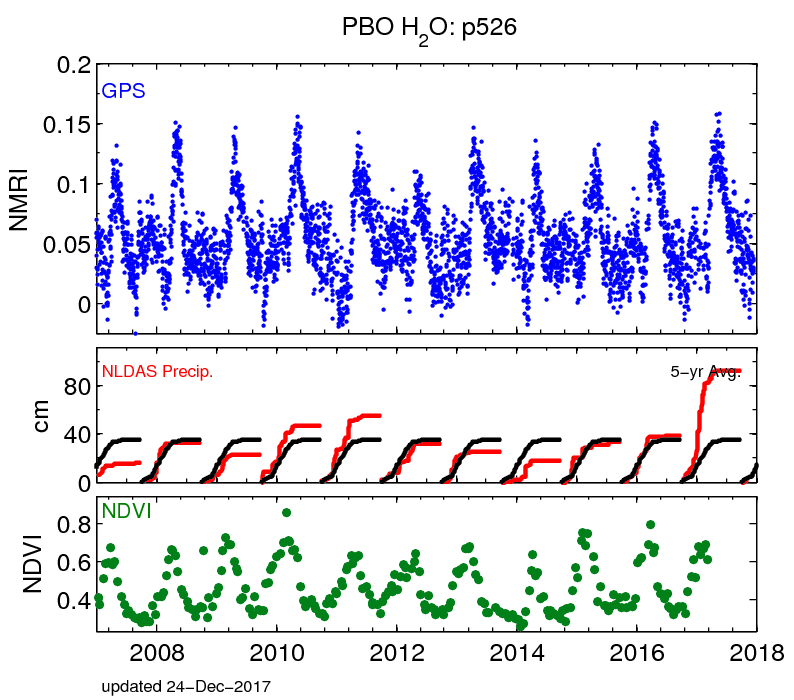 PBO H2O: p526
0.2
GPS
0.15
0.1
0.05
0
NMRI
NLDAS Precip. 5-yr Avg.
80
40
0
cm
NDVI
0.8
0.6
0.4
NDVI
2008 2010 2012 2014 2016 2018
updated 24-Dec-2017